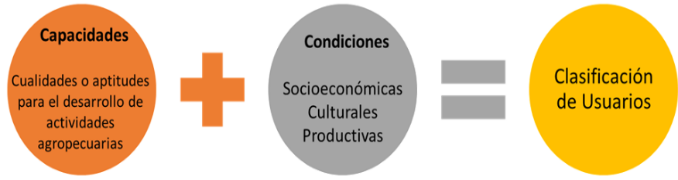 Capacidades
Cualidades o aptitudes
para el desarrollo de
actividades
agropecuarias
Condiciones
Socioeconómicas
Culturales
Productivas
Clasificación
de Usuarios